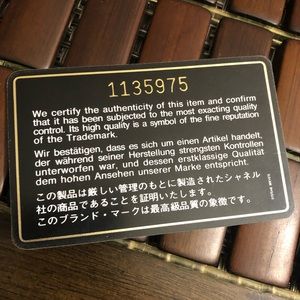 1135975
We certify the authenticity of this item and confirm
that it has been subjected to the most exacting quality
control. Its high quality is a symbol of the fine reputation
of the Trademark.
Wir bestätigen, dass es sich um einen Artikel handelt,
der während seiner Herstellung strengsten Kontrollen
unterworfen wird, und dessen erstklassige Qualität
dem hohen Ansehen unserer Marke entspricht.
この製品は厳しい管理のもとに製造されたシャネル
社の商品であることを証明いたします。
このブランド・マークは最高級品質の象徴です。